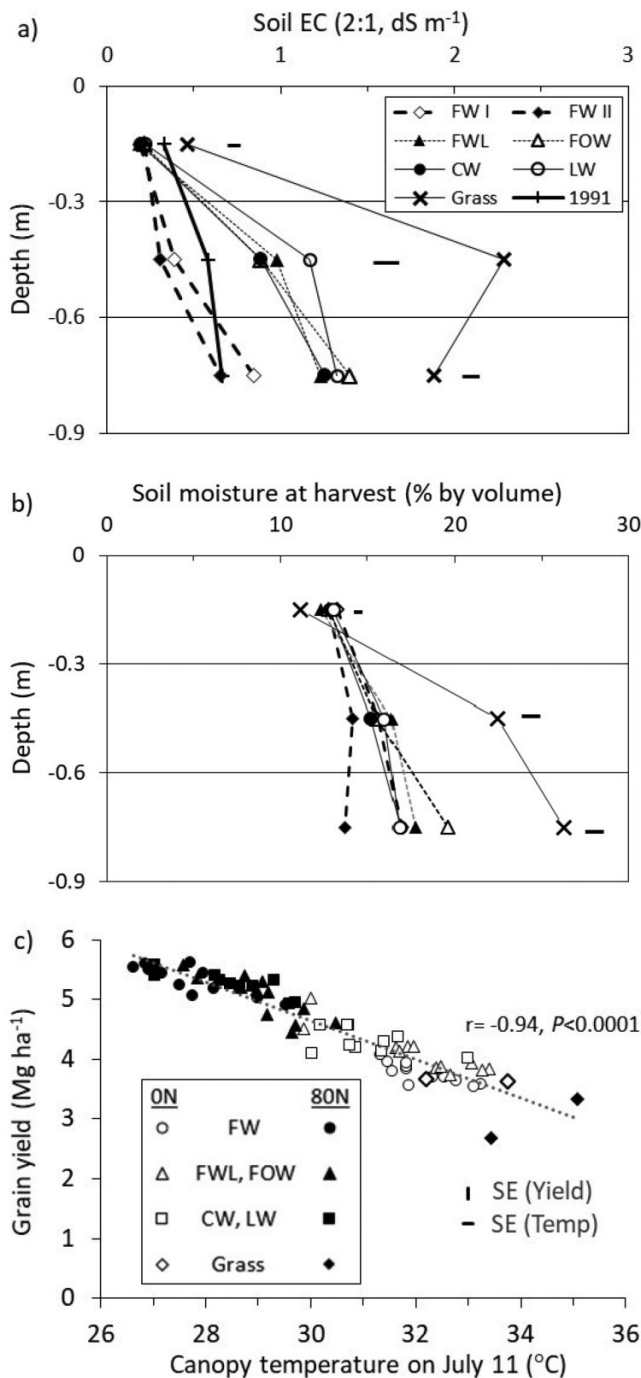 a)
Soil EC (2:1, dS m⁻¹)
0 1 2 3
0
-0.3
-0.6
-0.9
Depth (m)
FW I FW II
FWL FOW
CW LW
Grass 1991
b)
Soil moisture at harvest (% by volume)
0 10 20 30
0
-0.3
-0.6
-0.9
Depth (m)
c)
6
5
4
3
2
1
0
Grain yield (Mg ha⁻¹)
r= -0.94, P<0.0001
0N 80N
FW
FWL, FOW
CW, LW
Grass
SE (Yield)
SE (Temp)
26 28 30 32 34 36
Canopy temperature on July 11 (°C)